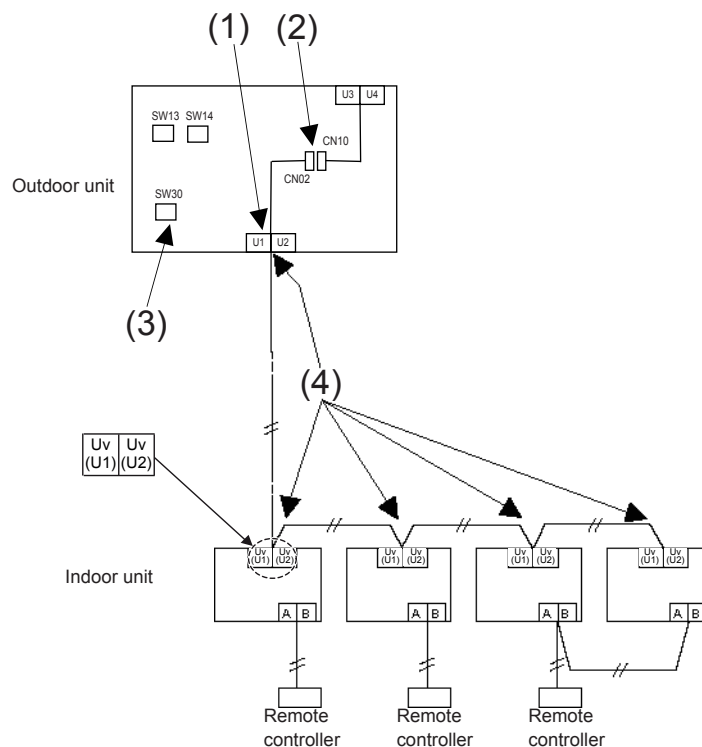 (1)
(2)
U3 U4
SW13 SW14
CN10
CN02
Outdoor unit
SW30
U1 U2
(3)
(4)
Uv Uv
(U1) (U2)
Uv Uv
(U1) (U2)
Uv Uv
(U1) (U2)
Uv Uv
(U1) (U2)
Uv Uv
(U1) (U2)
Indoor unit
A B
A B
A B
A B
Remote
controller
Remote
controller
Remote
controller